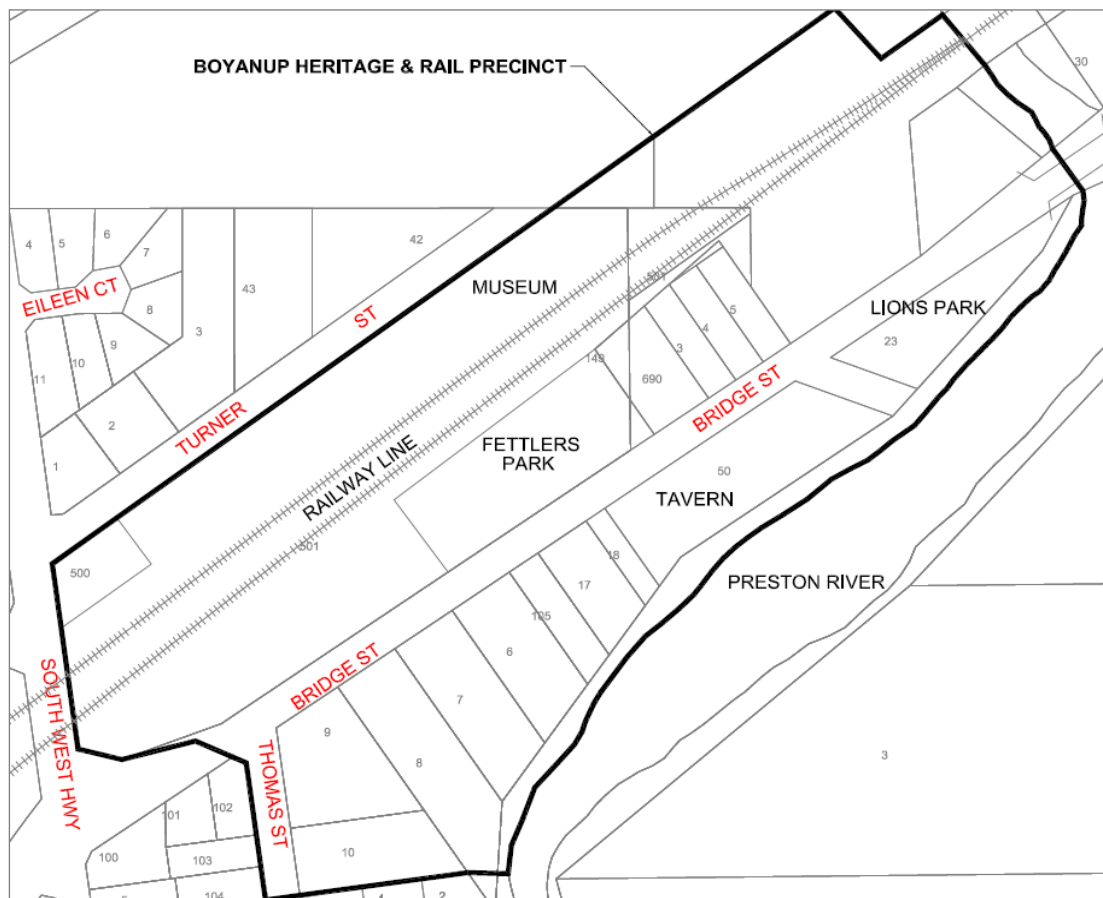 BOYANUP HERITAGE & RAIL PRECINCT
30
4
5
6
7
EILEEN CT
8
43
42
ST
MUSEUM
501
5
4
3
149
690
LIONS PARK
23
3
9
10
11
2
1
TURNER
BRIDGE ST
FETTLERS
PARK
RAILWAY LINE
50
TAVERN
500
501
18
17
105
PRESTON RIVER
6
7
BRIDGE ST
SOUTH WEST HWY
9
8
THOMAS ST
3
101
102
100
103
10
104
2